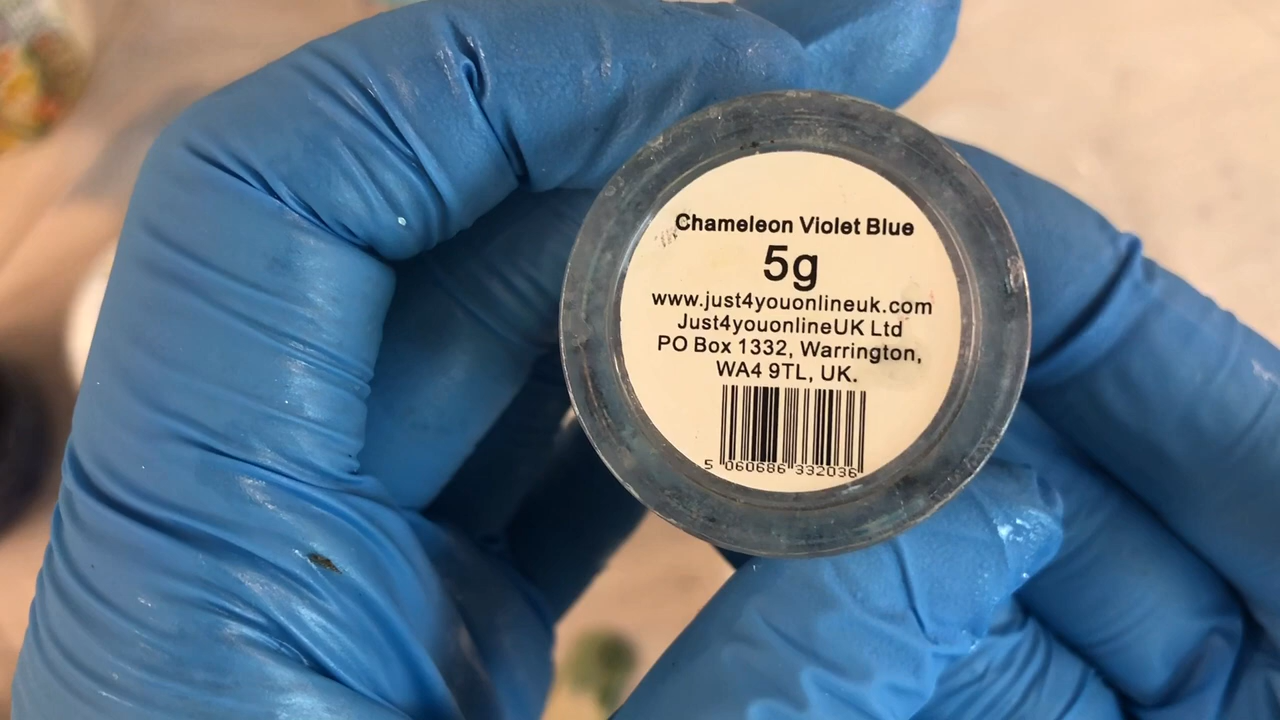 Chameleon Violet Blue
5g
www.just4youonlineuk.com
Just4youonlineUK Ltd
PO Box 1332, Warrington,
WA4 9TL, UK.
5 060686 332036